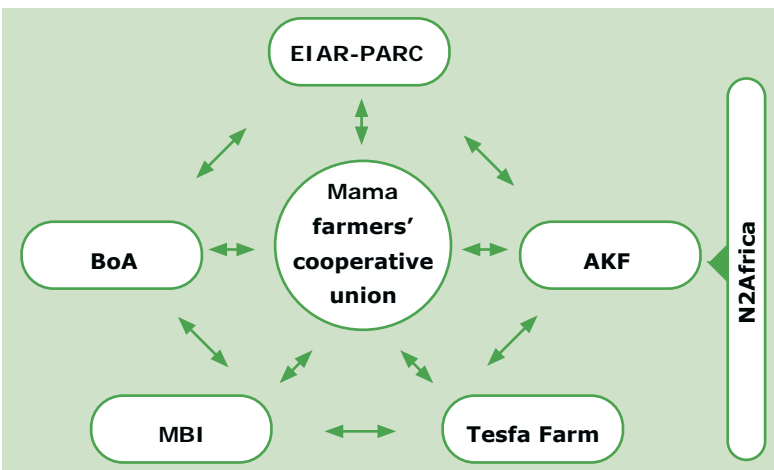 EIAR-PARC
Mama
farmers’
cooperative
union
BoA
AKF
N2Africa
MBI
Tesfa Farm